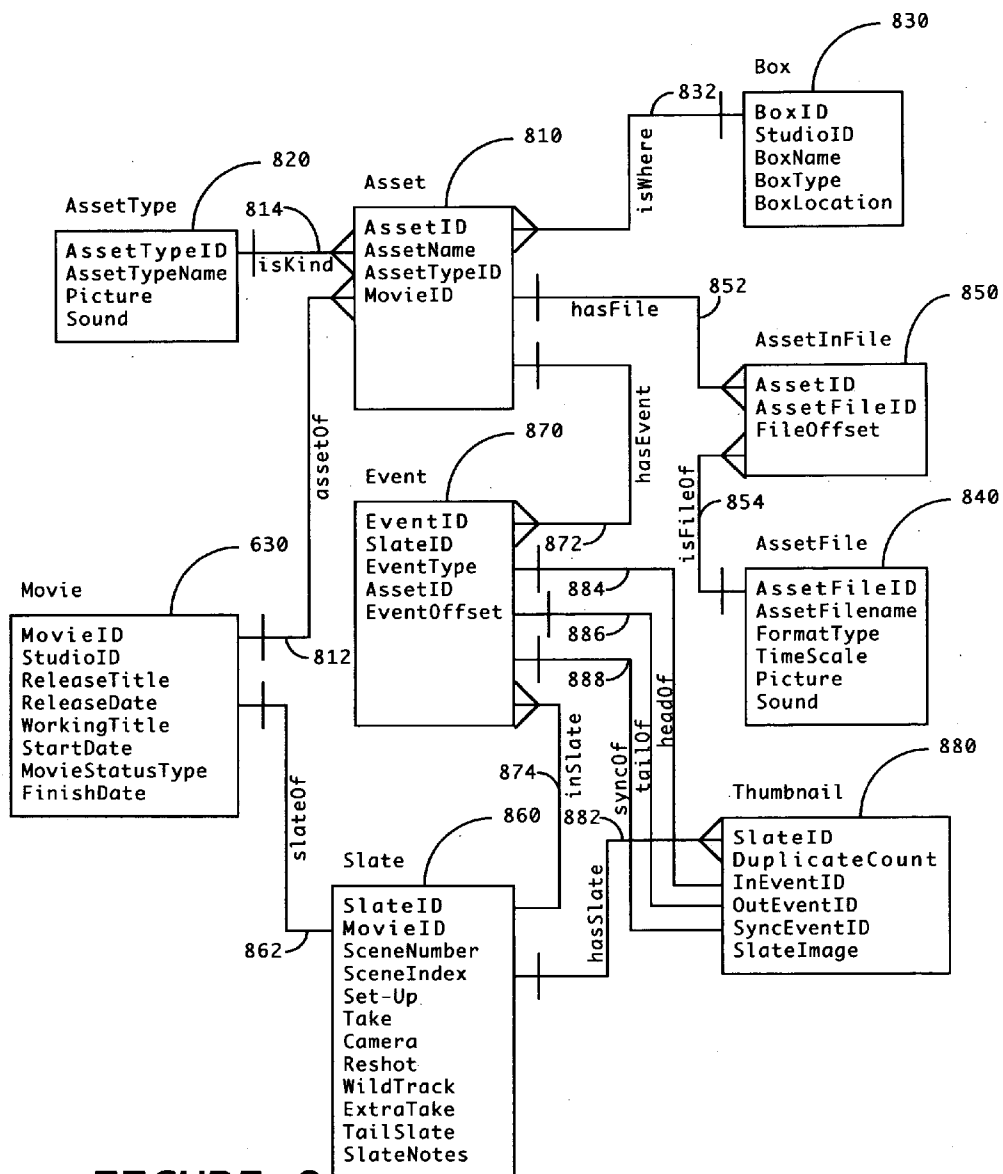 830
Box
BoxID
StudioID
BoxName
BoxType
BoxLocation
832
isWhere
810
Asset
AssetID
AssetName
AssetTypeID
MovieID
820
AssetType
AssetTypeID
AssetTypeName
Picture
Sound
814
isKind
hasFile
852
850
AssetInFile
AssetID
AssetFileID
FileOffset
assetOf
hasEvent
870
Event
EventID
SlateID
EventType
AssetID
EventOffset
872
884
886
888
isFileOf
854
840
AssetFile
AssetFileID
AssetFilename
FormatType
TimeScale
Picture
Sound
630
Movie
MovieID
StudioID
ReleaseTitle
ReleaseDate
WorkingTitle
StartDate
MovieStatusType
FinishDate
812
slateOf
862
874
inSlate
syncOf
tailOf
headOf
882
hasSlate
880
Thumbnail
SlateID
DuplicateCount
InEventID
OutEventID
SyncEventID
SlateImage
860
Slate
SlateID
MovieID
SceneNumber
SceneIndex
Set-Up
Take
Camera
Reshot
WildTrack
ExtraTake
TailSlate
SlateNotes